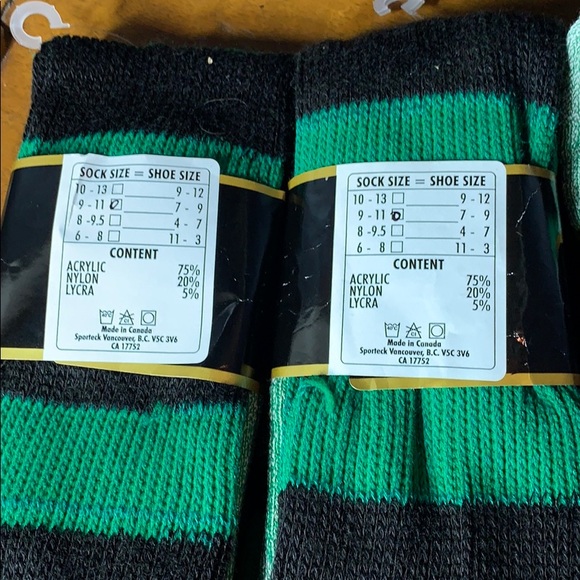 SOCK SIZE = SHOE SIZE
10 - 13 9 - 12
9 - 11 7 - 9
8 - 9.5 4 - 7
6 - 8 11 - 3
CONTENT
ACRYLIC 75%
NYLON 20%
LYCRA 5%
Made in Canada
Sporteck Vancouver, B.C. V5C 3V6
CA 17752
SOCK SIZE = SHOE SIZE
10 - 13 9 - 12
9 - 11 7 - 9
8 -9.5 4 - 7
6 - 8 11 - 3
CONTENT
ACRYLIC 75%
NYLON 20%
LYCRA 5%
Made in Canada
Sporteck Vancouver, B.C. V5C 3V6
CA 17752